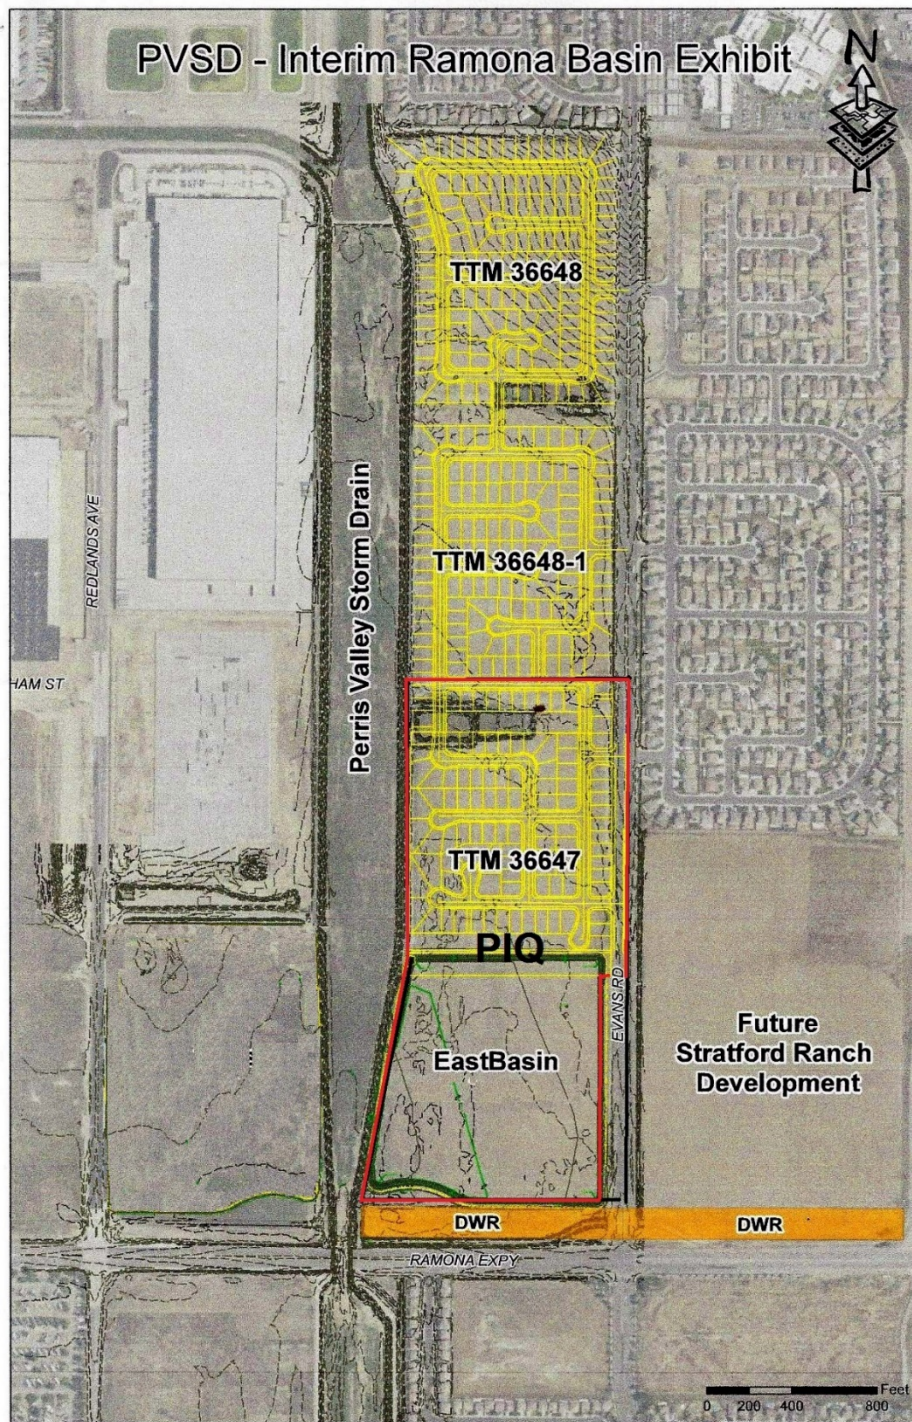 PVSD - Interim Ramona Basin Exhibit
N
TTM 36648
REDLANDS AVE
Perris Valley Storm Drain
TTM 36648-1
HAM ST
TTM 36647
PIQ
EVANS RD
EastBasin
Future
Stratford Ranch
Development
DWR
DWR
RAMONA EXPY
Feet
0 200 400 800